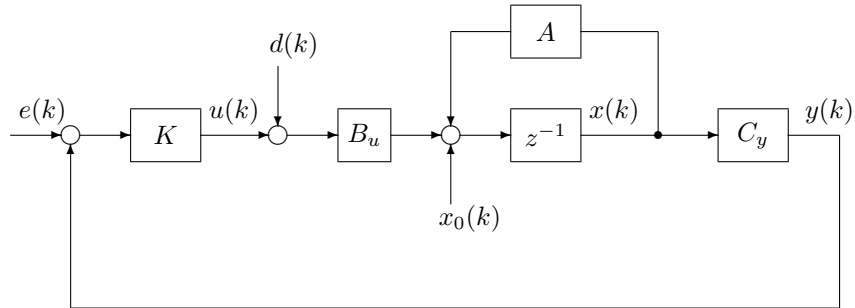 A
d(k)
e(k)
u(k)
x(k)
y(k)
K
B_u
z^{-1}
C_y
x_0(k)